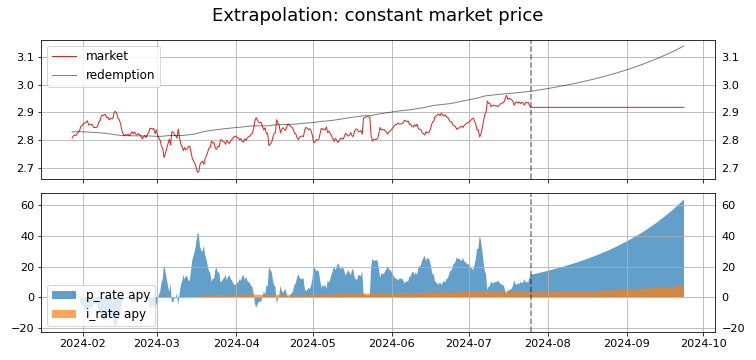 Extrapolation: constant market price
3.1 3.1
3.0 3.0
2.9 2.9
2.8 2.8
2.7 2.7
market
redemption
60 60
40 40
20 20
0 0
−20 −20
p_rate apy
i_rate apy
2024-02 2024-03 2024-04 2024-05 2024-06 2024-07 2024-08 2024-09 2024-10